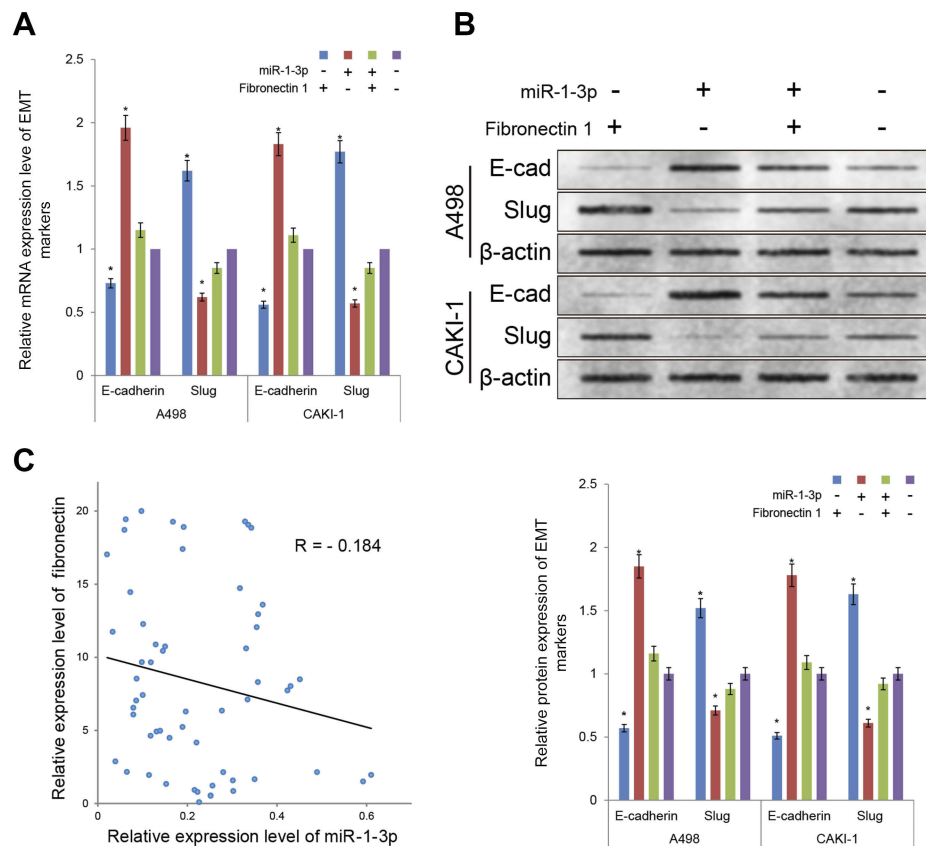 A
Relative mRNA expression level of EMT
markers
2.5
2
1.5
1
0.5
0
miR-1-3p - + + -
Fibronectin 1 + - + -
* * * * * * * *
E-cadherin Slug E-cadherin Slug
A498 CAKI-1
B
miR-1-3p - + + -
Fibronectin 1 + - + -
A498
E-cad
Slug
β-actin
CAKI-1
E-cad
Slug
β-actin
C
Relative expression level of fibronectin
20
15
10
5
0
R = - 0.184
0 0.2 0.4 0.6
Relative expression level of miR-1-3p
Relative protein expression of EMT
markers
2.5
2
1.5
1
0.5
0
miR-1-3p - + + -
Fibronectin 1 + - + -
* * * * * * * *
E-cadherin Slug E-cadherin Slug
A498 CAKI-1